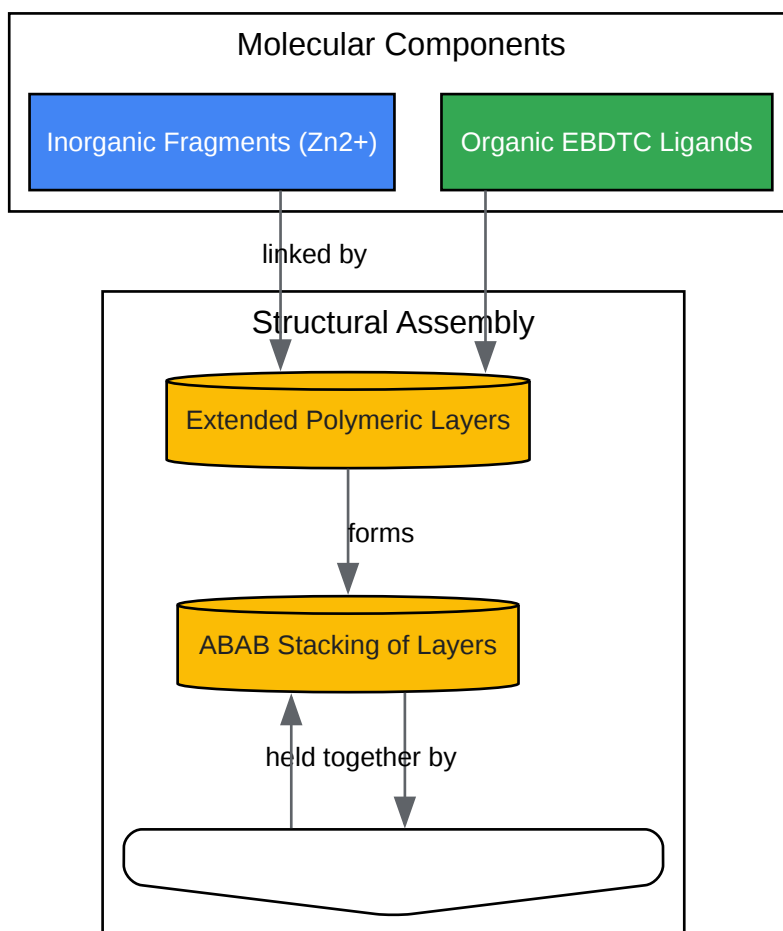 Molecular Components
Inorganic Fragments (Zn2+)
Organic EBDTC Ligands
linked by
Structural Assembly
Extended Polymeric Layers
forms
ABAB Stacking of Layers
held together by